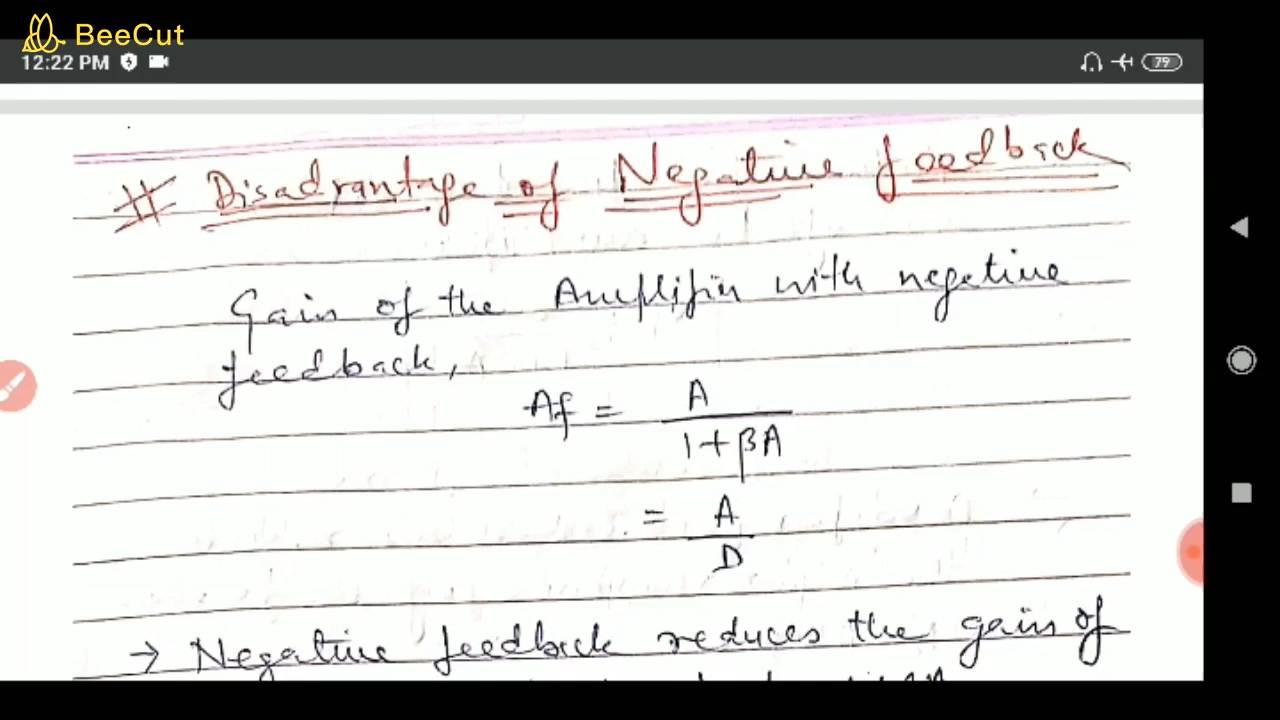 BeeCut
12:22 PM
79
# Disadvantage of Negative feedback
Gain of the Amplifier with negative
feedback,
Af = A
1+βA
= A
D
→ Negative feedback reduces the gain of